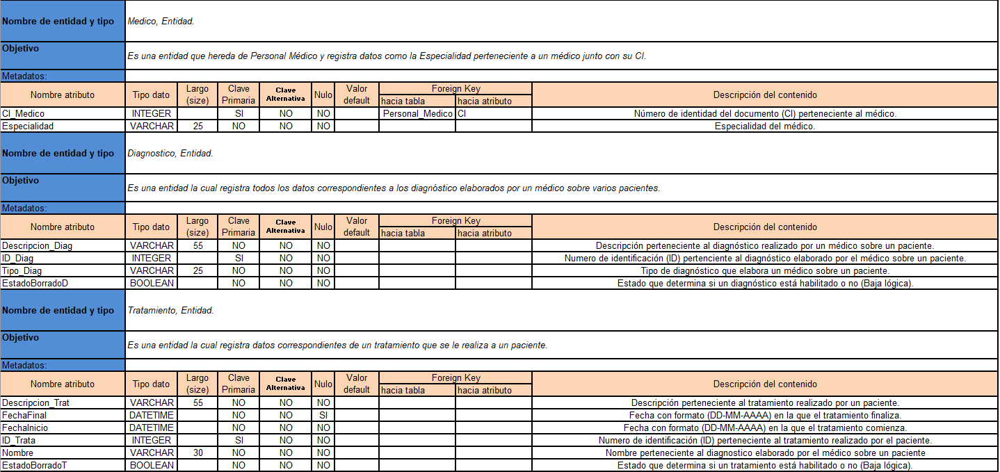 Nombre de entidad y tipo Medico, Entidad.
Objetivo Es una entidad que hereda de Personal Médico y registra datos como la Especialidad perteneciente a un médico junto con su CI.
Metadatos:
Nombre atributo Tipo dato Largo (size) Clave Primaria Clave Alternativa Nulo Valor default Foreign Key Descripción del contenido
hacia tabla hacia atributo
CI_Medico INTEGER SI NO NO Personal_Medico CI Número de identidad del documento (CI) perteneciente al médico.
Especialidad VARCHAR 25 NO NO NO Especialidad del médico.
Nombre de entidad y tipo Diagnostico, Entidad.
Objetivo Es una entidad la cual registra todos los datos correspondientes a los diagnóstico elaborados por un médico sobre varios pacientes.
Metadatos:
Nombre atributo Tipo dato Largo (size) Clave Primaria Clave Alternativa Nulo Valor default Foreign Key Descripción del contenido
hacia tabla hacia atributo
Descripcion_Diag VARCHAR 55 NO NO NO Descripción perteneciente al diagnóstico realizado por un médico sobre un paciente.
ID_Diag INTEGER SI NO NO Numero de identificación (ID) perteneciente al diagnóstico elaborado por el médico sobre un paciente.
Tipo_Diag VARCHAR 25 NO NO NO Tipo de diagnóstico que elabora un médico sobre un paciente.
EstadoBorradoD BOOLEAN NO NO NO Estado que determina si un diagnóstico está habilitado o no (Baja lógica).
Nombre de entidad y tipo Tratamiento, Entidad.
Objetivo Es una entidad la cual registra datos correspondientes de un tratamiento que se le realiza a un paciente.
Metadatos:
Nombre atributo Tipo dato Largo (size) Clave Primaria Clave Alternativa Nulo Valor default Foreign Key Descripción del contenido
hacia tabla hacia atributo
Descripcion_Trat VARCHAR 55 NO NO NO Descripción perteneciente al tratamiento realizado por un paciente.
FechaFinal DATETIME NO NO SI Fecha con formato (DD-MM-AAAA) en la que el tratamiento finaliza.
FechaInicio DATETIME NO NO NO Fecha con formato (DD-MM-AAAA) en la que el tratamiento comienza.
ID_Trata INTEGER SI NO NO Numero de identificación (ID) perteneciente al tratamiento realizado por el paciente.
Nombre VARCHAR 30 NO NO NO Nombre perteneciente al diagnostico elaborado por el médico sobre un paciente
EstadoBorradoT BOOLEAN NO NO NO Estado que determina si un tratamiento está habilitado o no (Baja lógica).